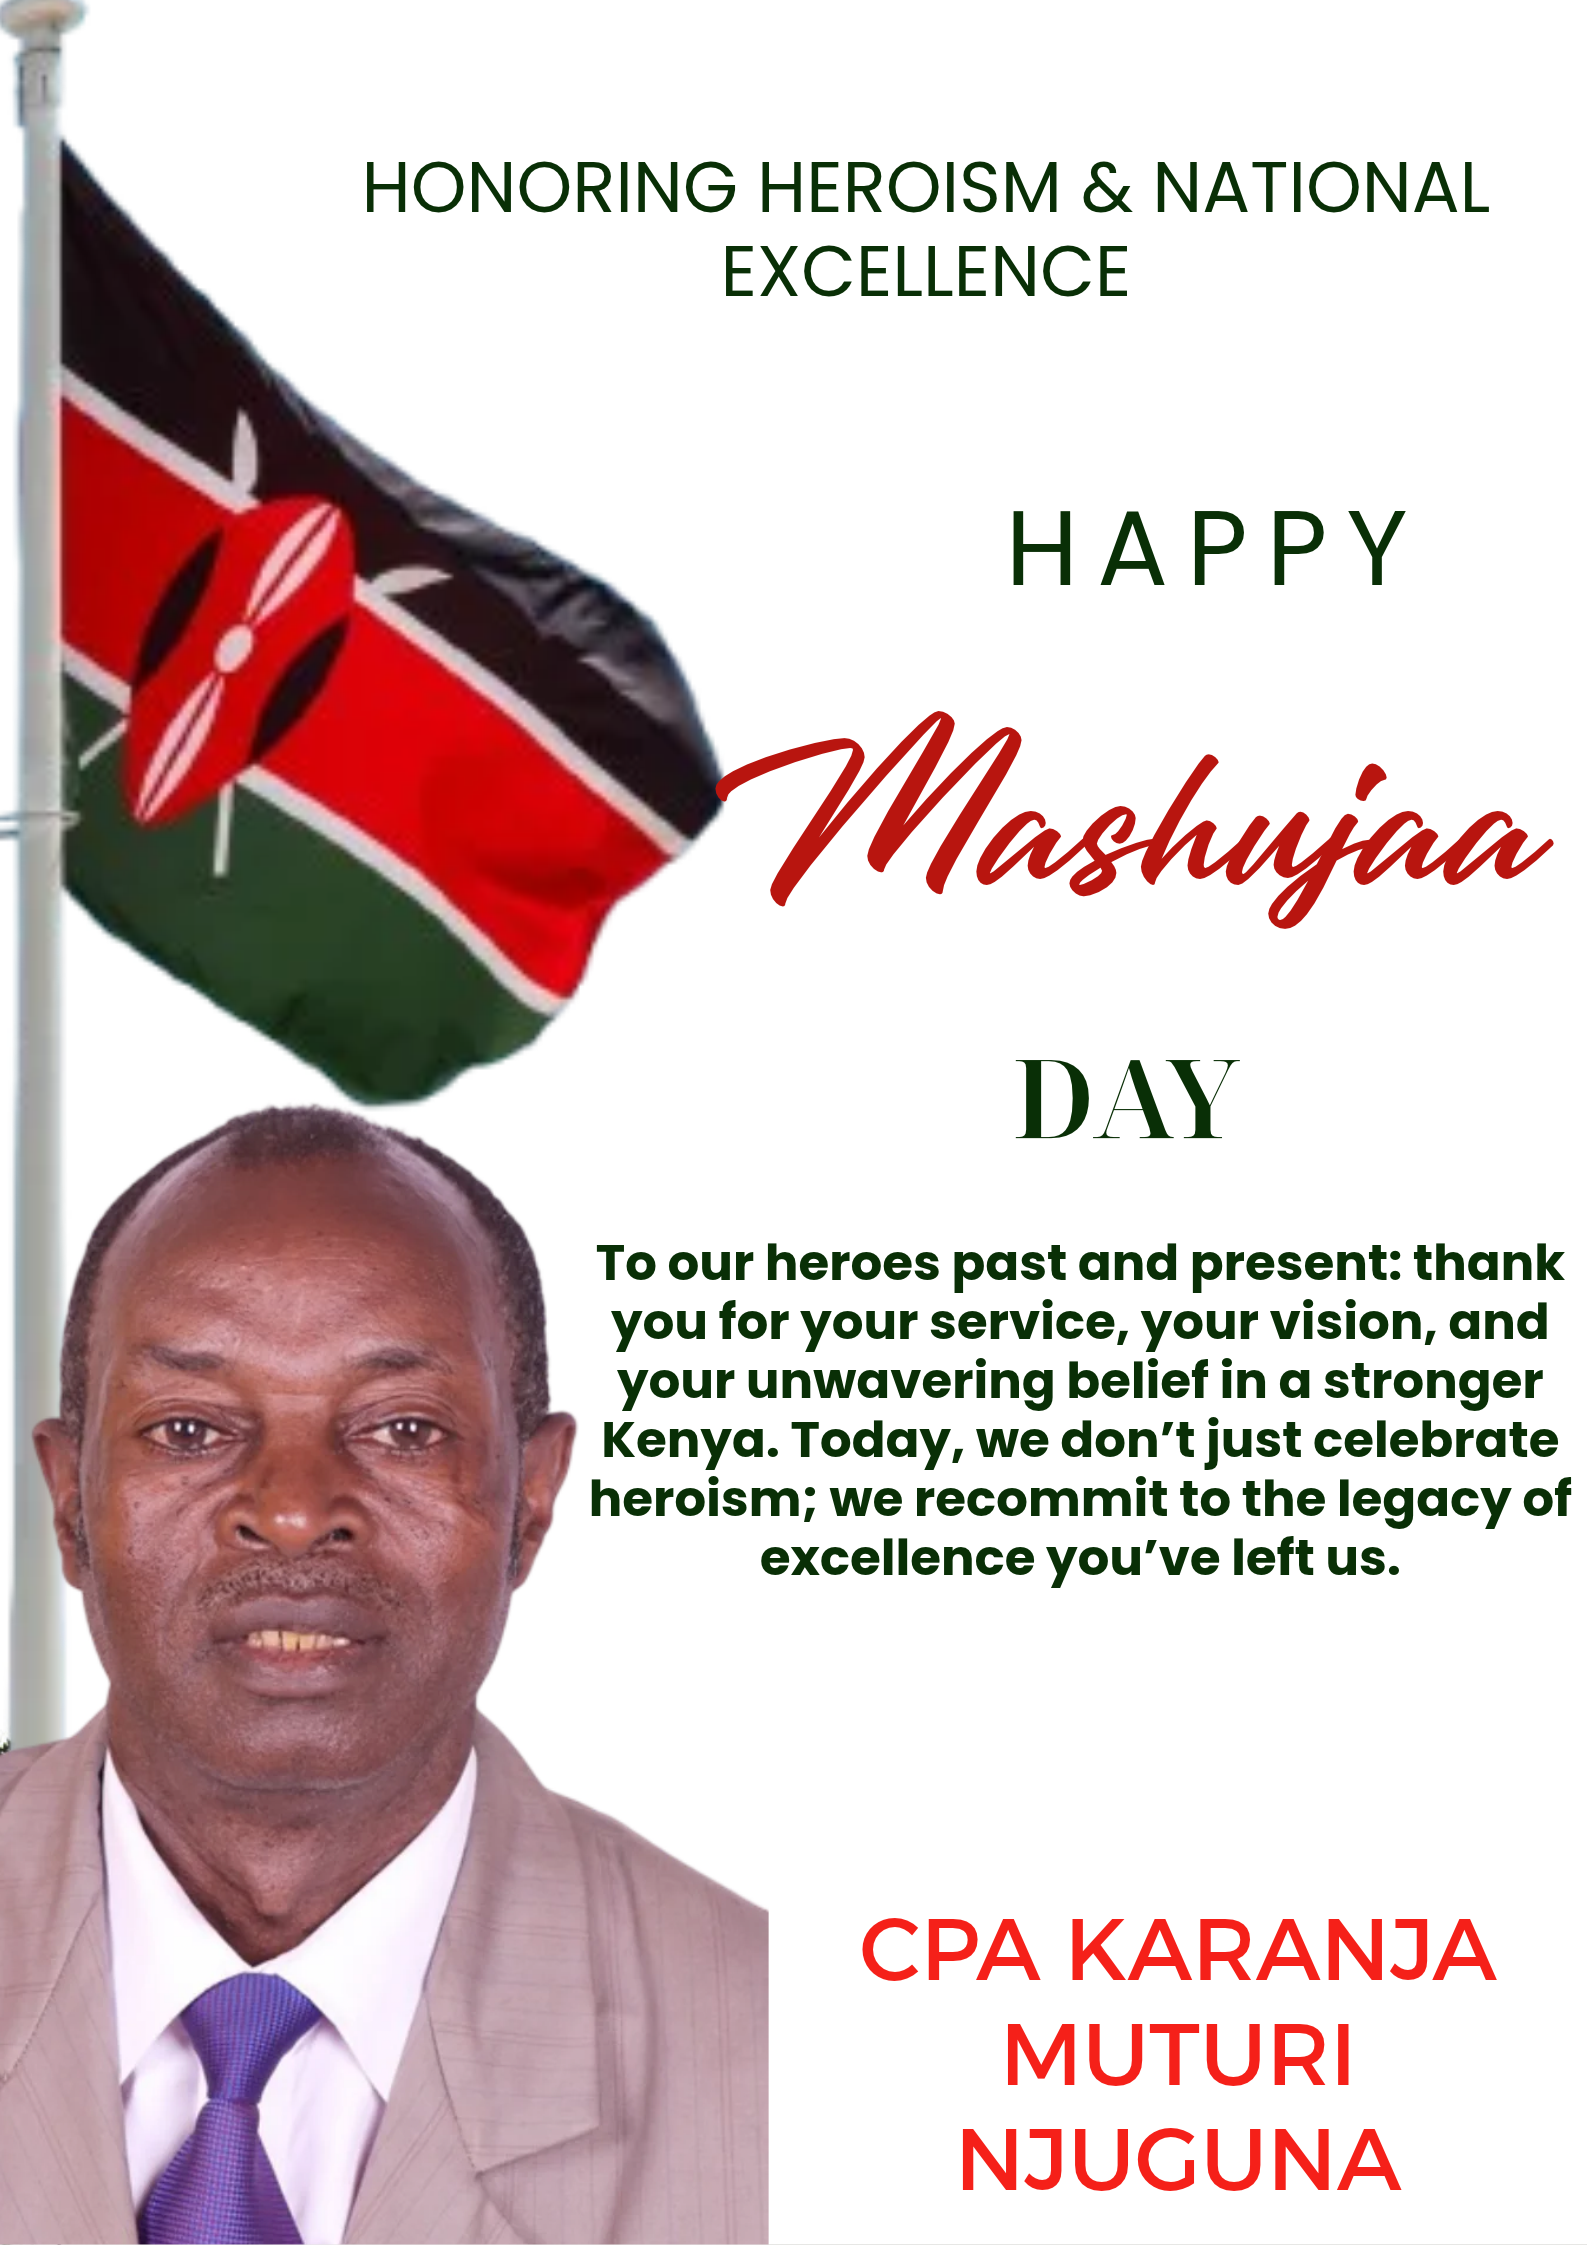 HONORING HEROISM & NATIONAL
EXCELLENCE
HAPPY
Mashujaa
DAY
To our heroes past and present: thank
you for your service, your vision, and
your unwavering belief in a stronger
Kenya. Today, we don’t just celebrate
heroism; we recommit to the legacy of
excellence you’ve left us.
CPA KARANJA
MUTURI
NJUGUNA